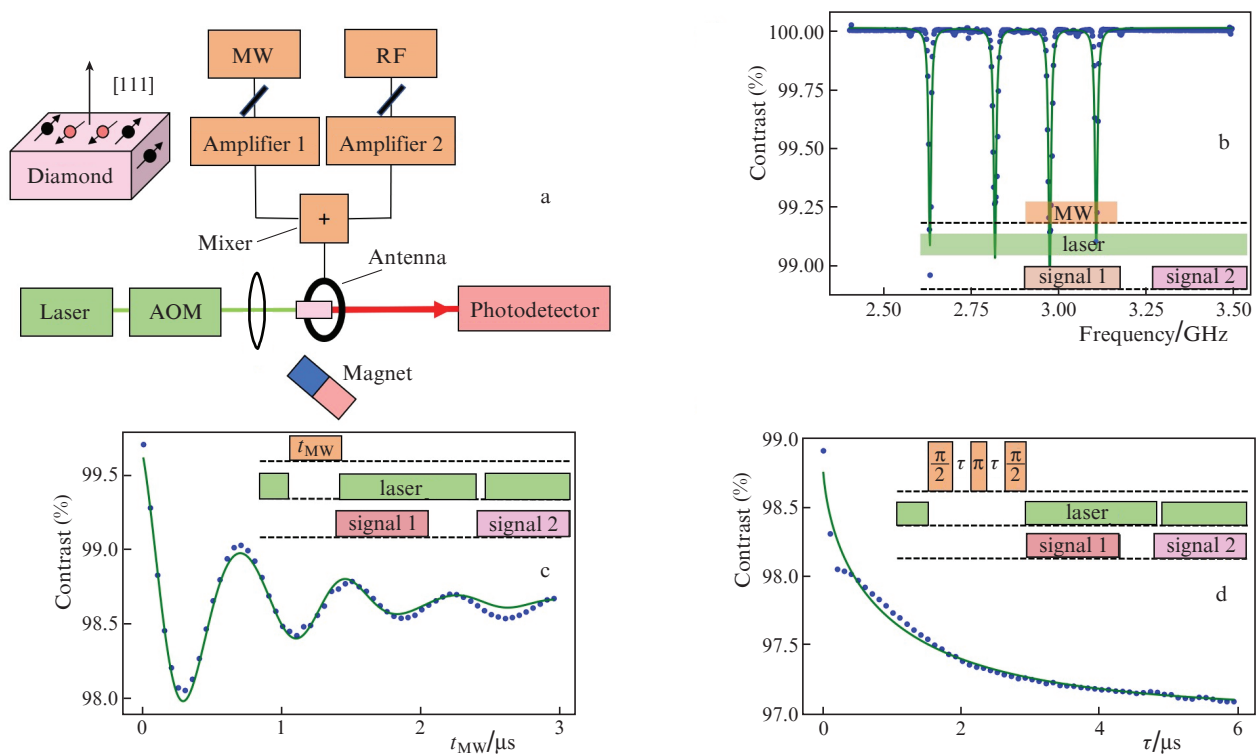 MW
RF
[111]
Amplifier 1
Amplifier 2
Diamond
a
+
Mixer
Antenna
Laser
AOM
Photodetector
Magnet
100.00
99.75
99.50
99.25
99.00
Contrast (%)
b
MW
laser
signal 1
signal 2
2.50
2.75
3.00
3.25
3.50
Frequency/GHz
99.5
99.0
98.5
98.0
Contrast (%)
tMW
laser
signal 1
signal 2
c
0
1
2
3
tMW/μs
99.0
98.5
98.0
97.5
97.0
Contrast (%)
π/2 τ π τ π/2
laser
signal 1
signal 2
d
0
2
4
6
τ/μs